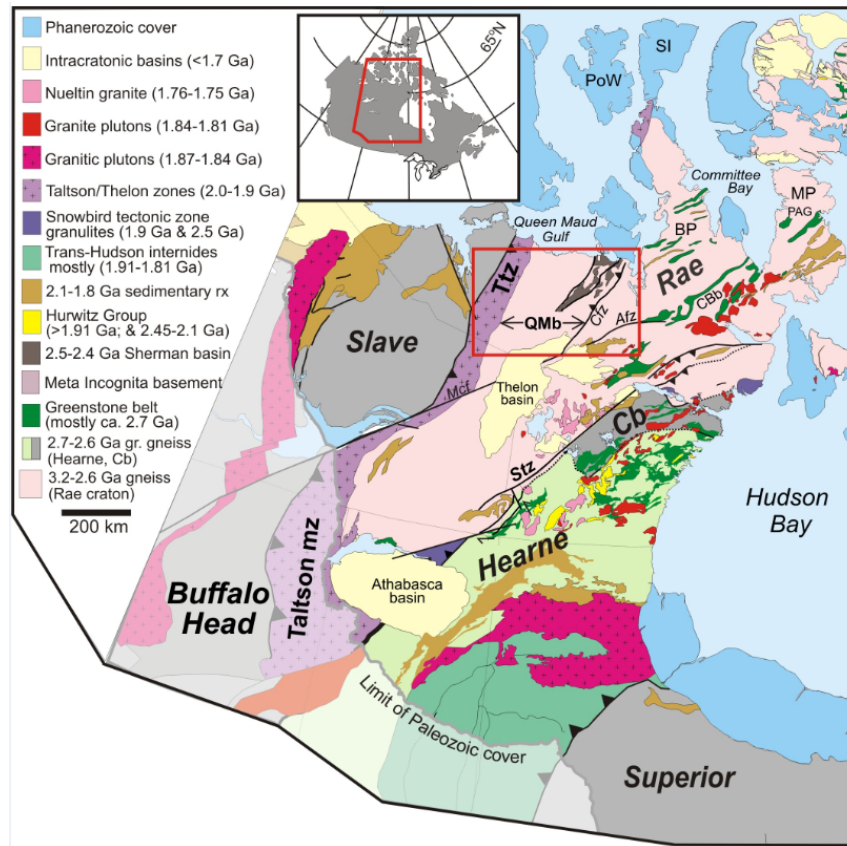 Phanerozoic cover
Intracratonic basins (<1.7 Ga)
Nueltin granite (1.76-1.75 Ga)
Granite plutons (1.84-1.81 Ga)
Granitic plutons (1.87-1.84 Ga)
Taltson/Thelon zones (2.0-1.9 Ga)
Snowbird tectonic zone
granulites (1.9 Ga & 2.5 Ga)
Trans-Hudson internides
mostly (1.91-1.81 Ga)
2.1-1.8 Ga sedimentary rx
Hurwitz Group
(>1.91 Ga; & 2.45-2.1 Ga)
2.5-2.4 Ga Sherman basin
Meta Incognita basement
Greenstone belt
(mostly ca. 2.7 Ga)
2.7-2.6 Ga gr. gneiss
(Hearne, Cb)
3.2-2.6 Ga gneiss
(Rae craton)
200 km
65°N
PoW
SI
Committee
Bay
MP
PAG
BP
Queen Maud
Gulf
Rae
Ttz
CBb
Cfz
Afz
QMb
Slave
Mcf
Thelon
basin
Cb
Stz
Hudson
Bay
Hearne
Athabasca
basin
Buffalo
Head
Taltson mz
Limit of Paleozoic cover
Superior